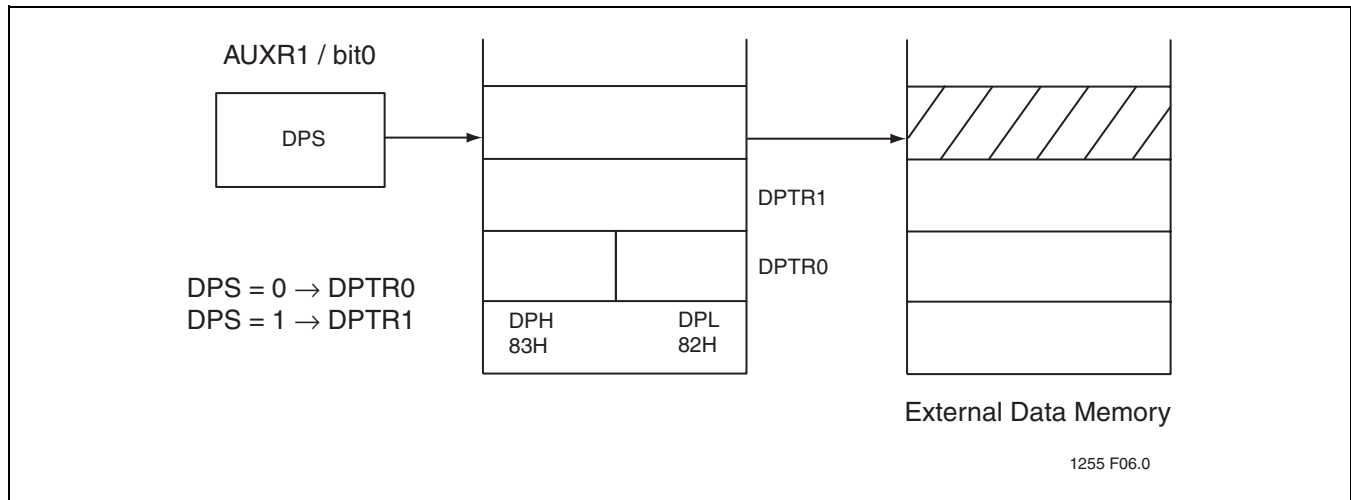 AUXR1 / bit0
DPS
DPTR1
DPTR0
DPS = 0 → DPTR0
DPS = 1 → DPTR1
DPH DPL
83H 82H
External Data Memory
1255 F06.0